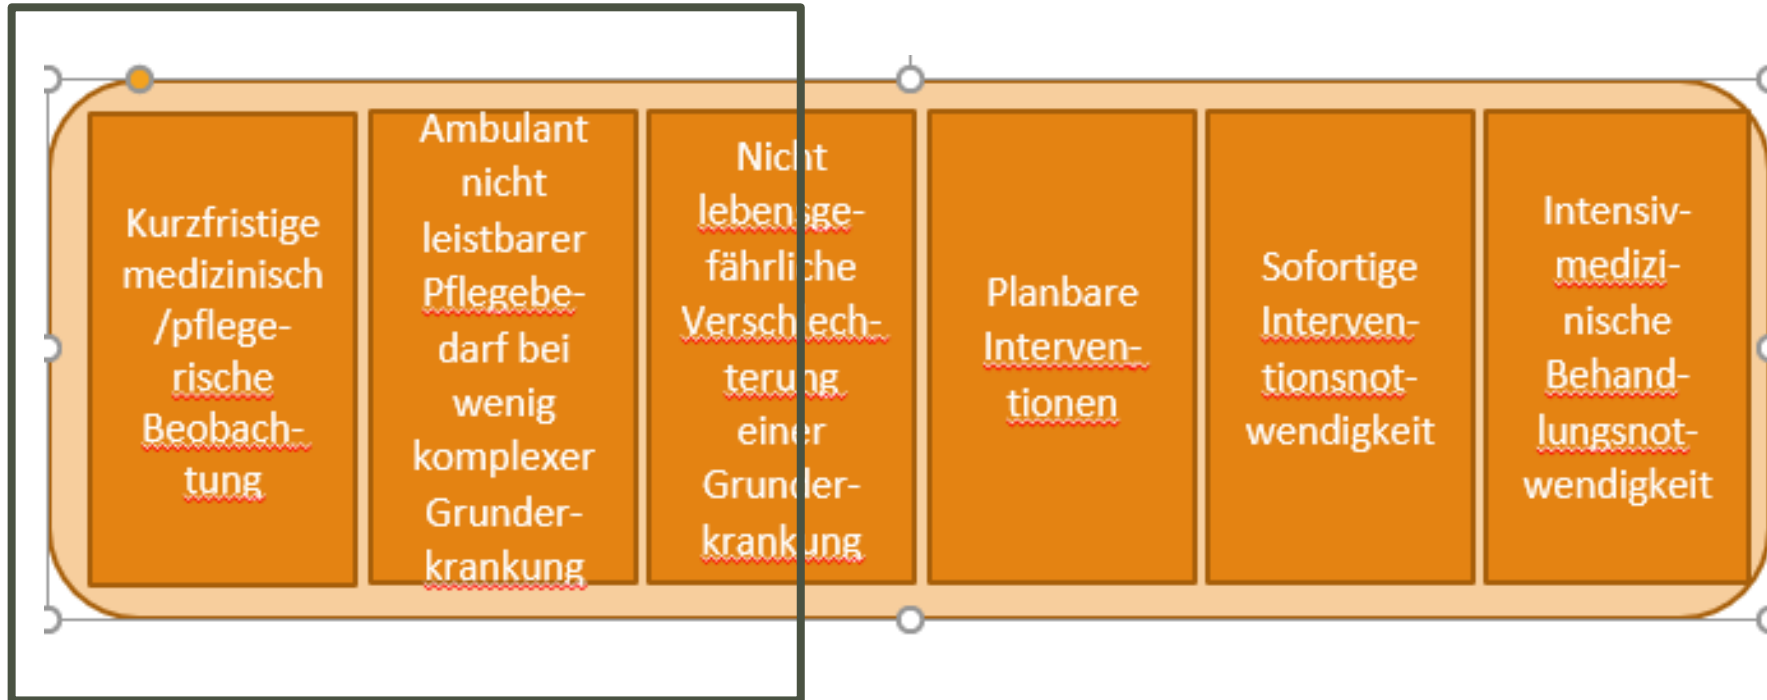 Kurzfristige
medizinisch
/pflege-
rische
Beobach-
tung
Ambulant
nicht
leistbarer
Pflegebe-
darf bei
wenig
komplexer
Grunder-
krankung
Nicht
lebensge-
fährliche
Verschlech-
terung
einer
Grunder-
krankung
Planbare
Interven-
tionen
Sofortige
Interven-
tionsnot-
wendigkeit
Intensiv-
medizi-
nische
Behand-
lungsnot-
wendigkeit